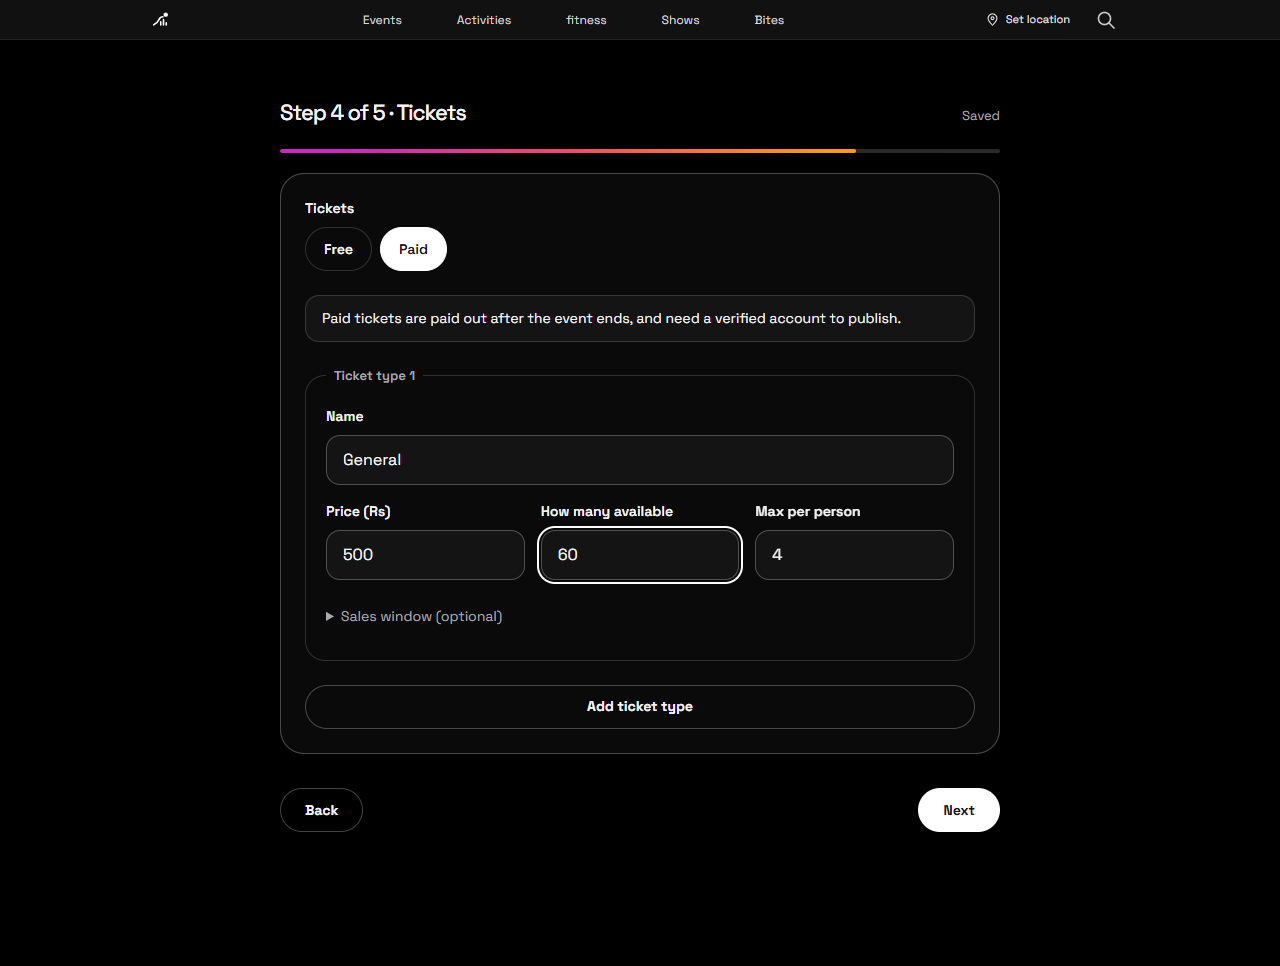 Events Activities fitness Shows Bites Set location
Step 4 of 5 · Tickets
Saved
Tickets
Free Paid
Paid tickets are paid out after the event ends, and need a verified account to publish.
Ticket type 1
Name
General
Price (Rs) How many available Max per person
500 60 4
Sales window (optional)
Add ticket type
Back Next